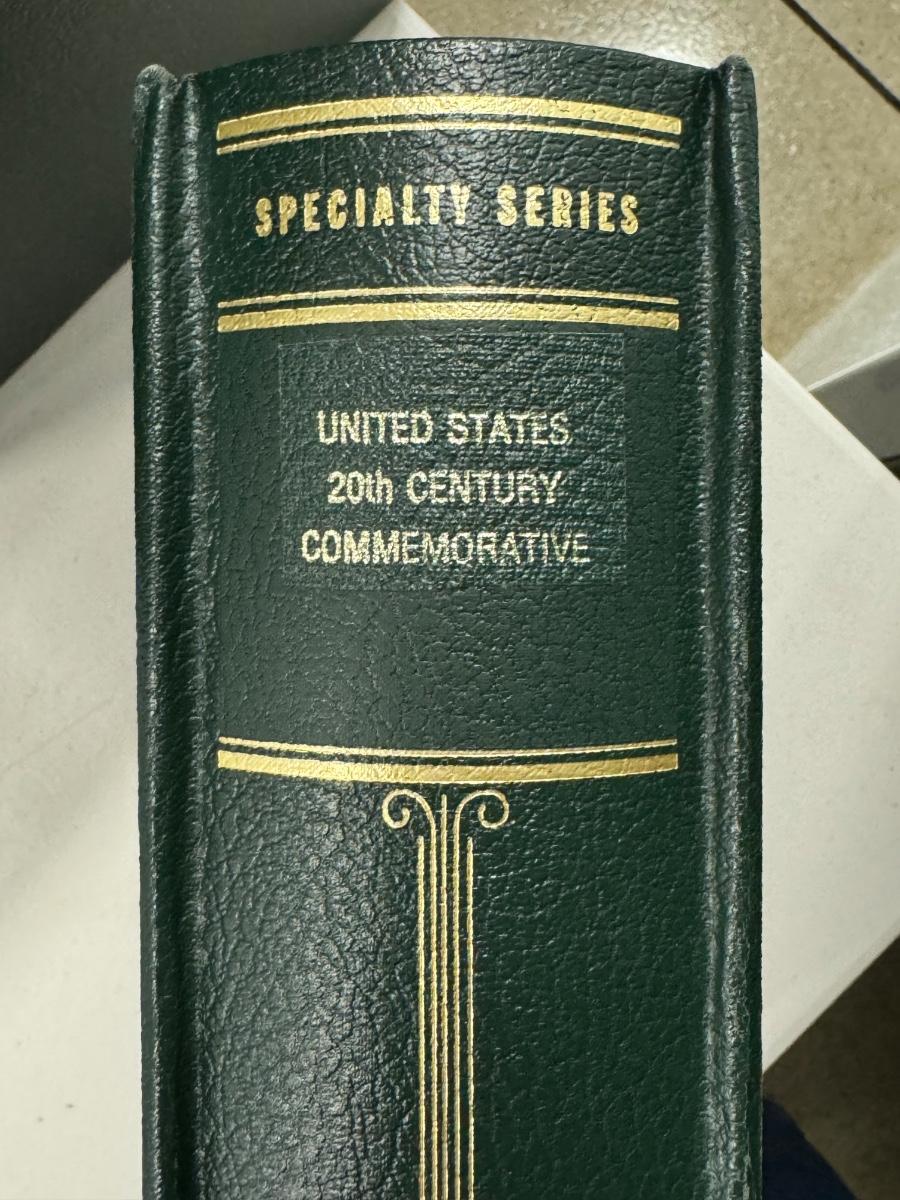 SPECIALTY SERIES
UNITED STATES
20th CENTURY
COMMEMORATIVE